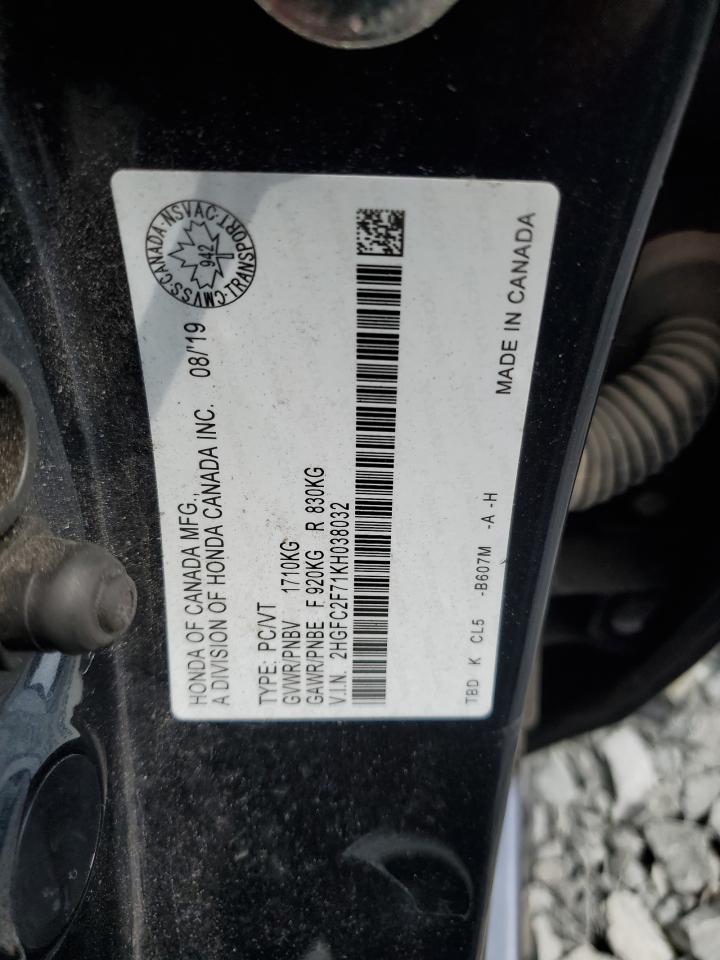 HONDA OF CANADA MFG.,
A DIVISION OF HONDA CANADA INC. 08/'19
CMVSS·CANADA·NSVAC·TRANSPORT·
942
TYPE: PC/VT
GVWR/PNBV 1710KG
GAWR/PNBE F 920KG R 830KG
V.I.N. 2HGFC2F71KH038032
TBD K CL5 -B607M -A -H
MADE IN CANADA